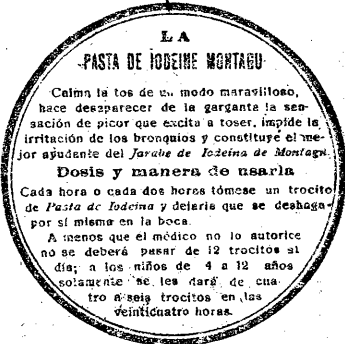 LA
PASTA DE IODEINE MONTAGU
Calma la tos de un modo maravilloso,
hace desaparecer de la garganta la sen-
sación de picor que excita a toser, impide la
irritación de los bronquios y constituye el me-
jor ayudante del Jarabe de Iodeina de Montagu.
Dosis y manera de usarla
Cada hora o cada dos horas tómese un trocito
de Pasta de Iodeina y dejarla que se deshaga
por sí misma en la boca.
A menos que el médico no lo autorice
no se deberá pasar de 12 trocitos al
día; a los niños de 4 a 12 años
solamente se les dará de cua-
tro a seis trocitos en las
veinticuatro horas.